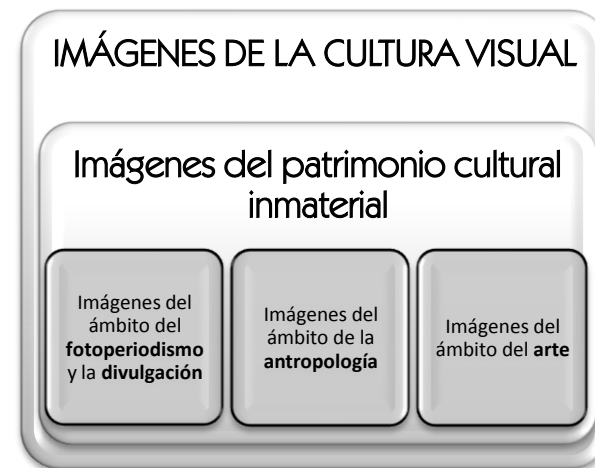 IMÁGENES DE LA CULTURA VISUAL
Imágenes del patrimonio cultural
inmaterial
Imágenes del
ámbito del
fotoperiodismo
y la divulgación
Imágenes del
ámbito de la
antropología
Imágenes del
ámbito del arte